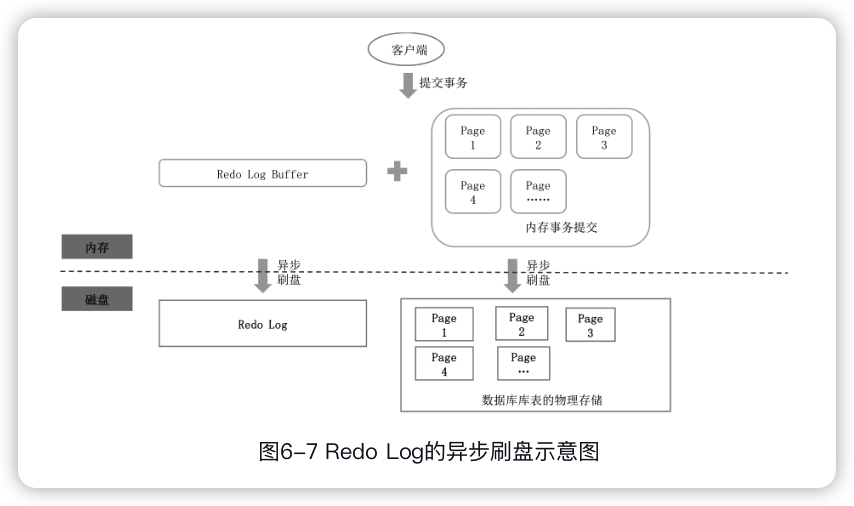 客户端
提交事务
Page
1
Page
2
Page
3
Redo Log Buffer
Page
4
Page
……
内存事务提交
内存
异步
刷盘
异步
刷盘
磁盘
Redo Log
Page
1
Page
2
Page
3
Page
4
Page
…
数据库库表的物理存储
图6-7 Redo Log的异步刷盘示意图